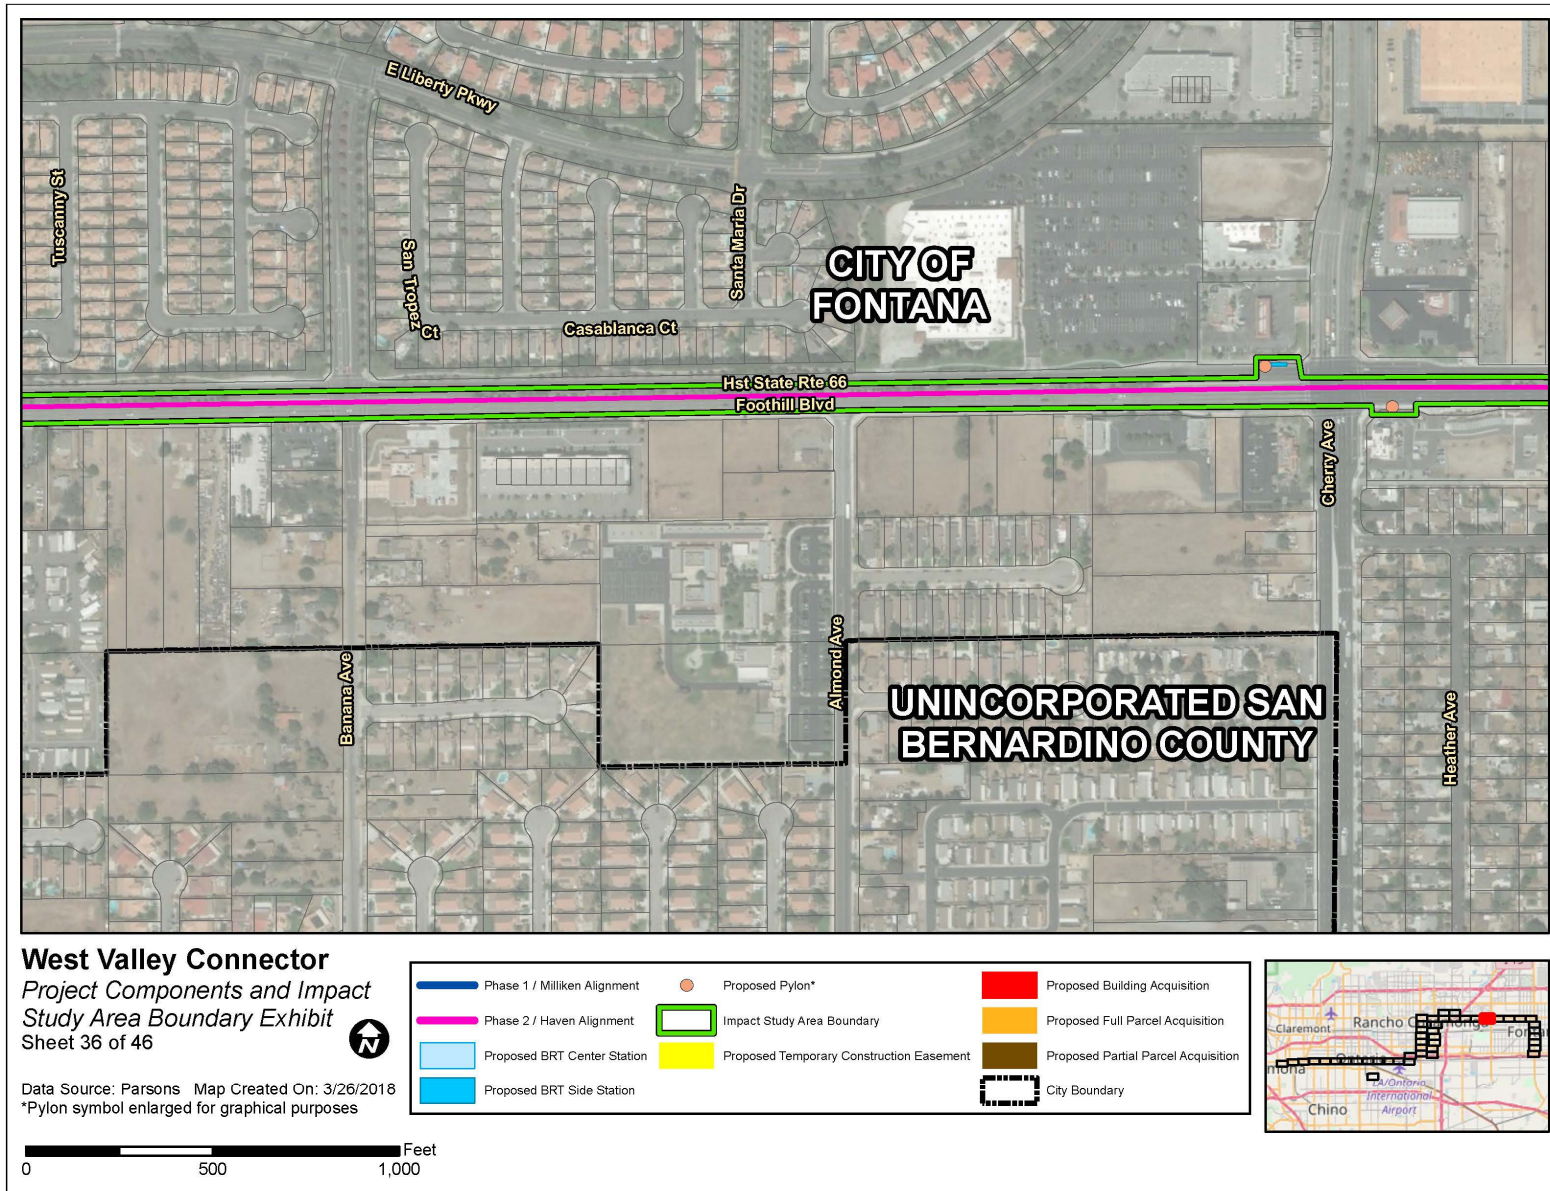 E Liberty Pkwy
Tuscanny St
San Tropez
Ct
Santa Maria Dr
Casablanca Ct
CITY OF
FONTANA
Hst State Rte 66
Foothill Blvd
Cherry Ave
Banana Ave
Almond Ave
UNINCORPORATED SAN
BERNARDINO COUNTY
Heather Ave
West Valley Connector
Project Components and Impact
Study Area Boundary Exhibit
Sheet 36 of 46
N
Data Source: Parsons Map Created On: 3/26/2018
*Pylon symbol enlarged for graphical purposes
Feet
0 500 1,000
Phase 1 / Milliken Alignment
Phase 2 / Haven Alignment
Proposed BRT Center Station
Proposed BRT Side Station
Proposed Pylon*
Impact Study Area Boundary
Proposed Temporary Construction Easement
Proposed Building Acquisition
Proposed Full Parcel Acquisition
Proposed Partial Parcel Acquisition
City Boundary
Claremont
Rancho
LA/Ontario
International
Airport
Chino